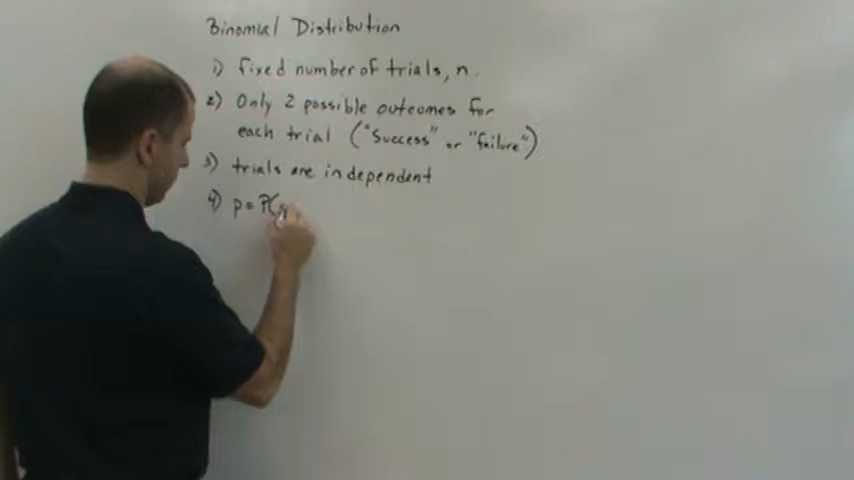 Binomial Distribution
1) fixed number of trials, n.
2) Only 2 possible outcomes for
each trial ("Success" or "failure")
3) trials are independent
4) p = P(s